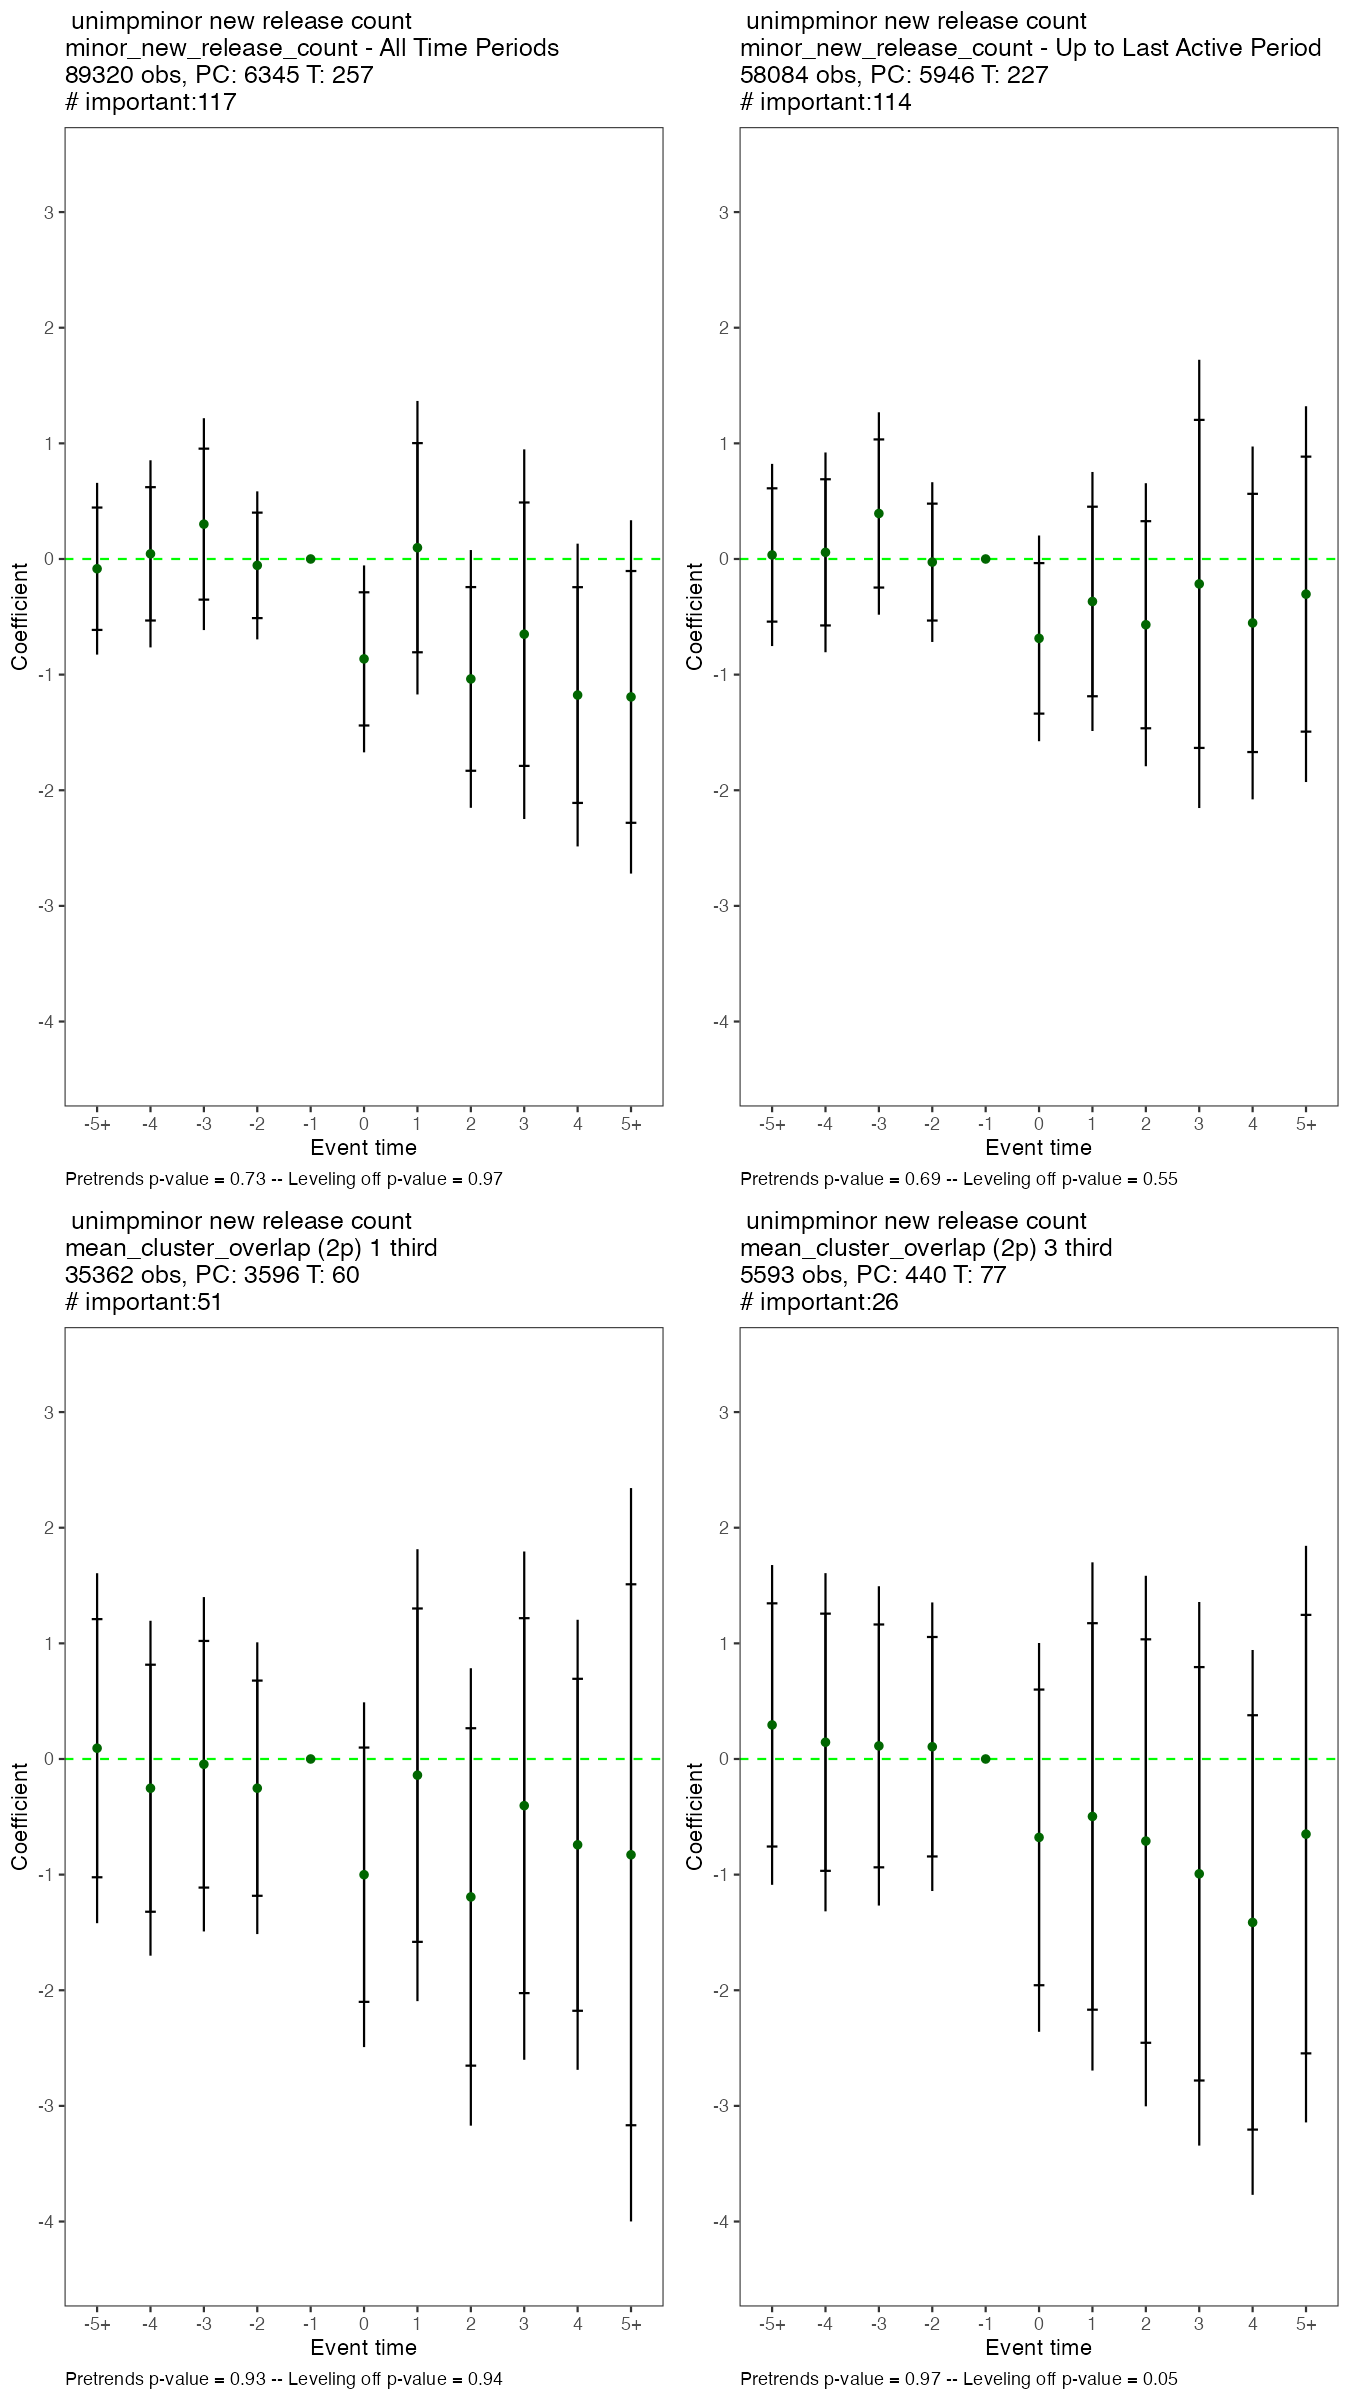 unimpminor new release count
minor_new_release_count - All Time Periods
89320 obs, PC: 6345 T: 257
# important:117
3
2
1
0
-1
-2
-3
-4
Coefficient
-5+ -4 -3 -2 -1 0 1 2 3 4 5+
Event time
Pretrends p-value = 0.73 -- Leveling off p-value = 0.97
unimpminor new release count
minor_new_release_count - Up to Last Active Period
58084 obs, PC: 5946 T: 227
# important:114
3
2
1
0
-1
-2
-3
-4
Coefficient
-5+ -4 -3 -2 -1 0 1 2 3 4 5+
Event time
Pretrends p-value = 0.69 -- Leveling off p-value = 0.55
unimpminor new release count
mean_cluster_overlap (2p) 1 third
35362 obs, PC: 3596 T: 60
# important:51
3
2
1
0
-1
-2
-3
-4
Coefficient
-5+ -4 -3 -2 -1 0 1 2 3 4 5+
Event time
Pretrends p-value = 0.93 -- Leveling off p-value = 0.94
unimpminor new release count
mean_cluster_overlap (2p) 3 third
5593 obs, PC: 440 T: 77
# important:26
3
2
1
0
-1
-2
-3
-4
Coefficient
-5+ -4 -3 -2 -1 0 1 2 3 4 5+
Event time
Pretrends p-value = 0.97 -- Leveling off p-value = 0.05